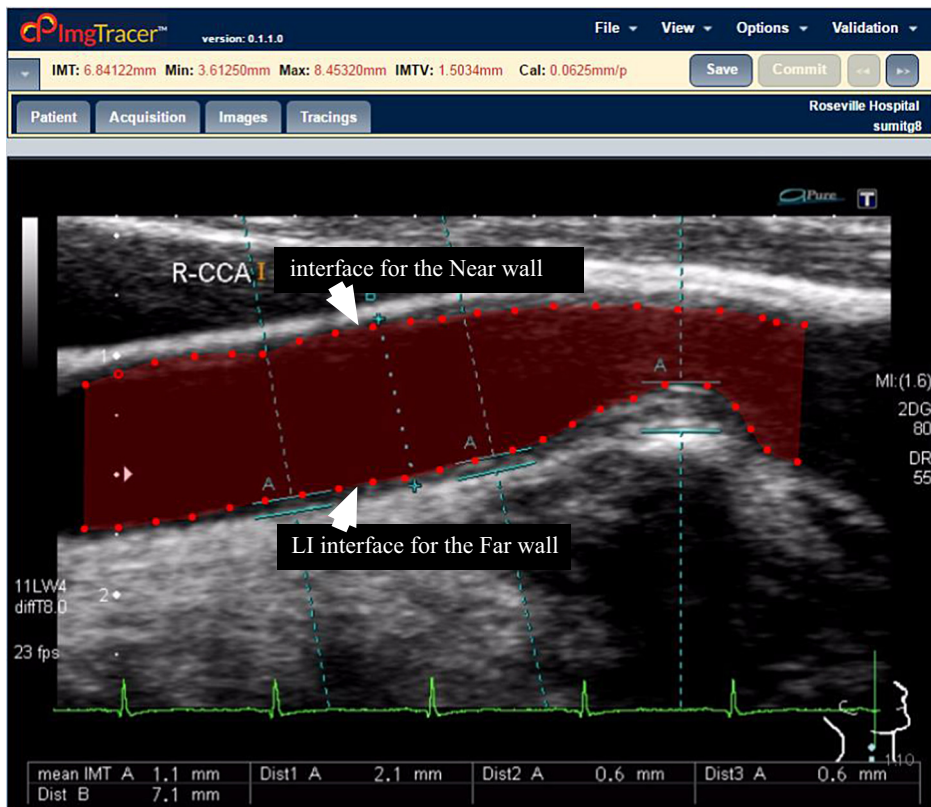 ImgTracer™ version: 0.1.1.0 File View Options Validation
IMT: 6.84122mm Min: 3.61250mm Max: 8.45320mm IMTV: 1.5034mm Cal: 0.0625mm/p Save Commit << >>
Patient Acquisition Images Tracings
Roseville Hospital
sumitg8
aPure T
R-CCA I
interface for the Near wall
B
1
A
MI:(1.6)
2DG
80
DR
55
A
A
LI interface for the Far wall
11LW4
diffT8.0
2
23 fps
110
mean IMT A 1.1 mm Dist1 A 2.1 mm Dist2 A 0.6 mm Dist3 A 0.6 mm
Dist B 7.1 mm